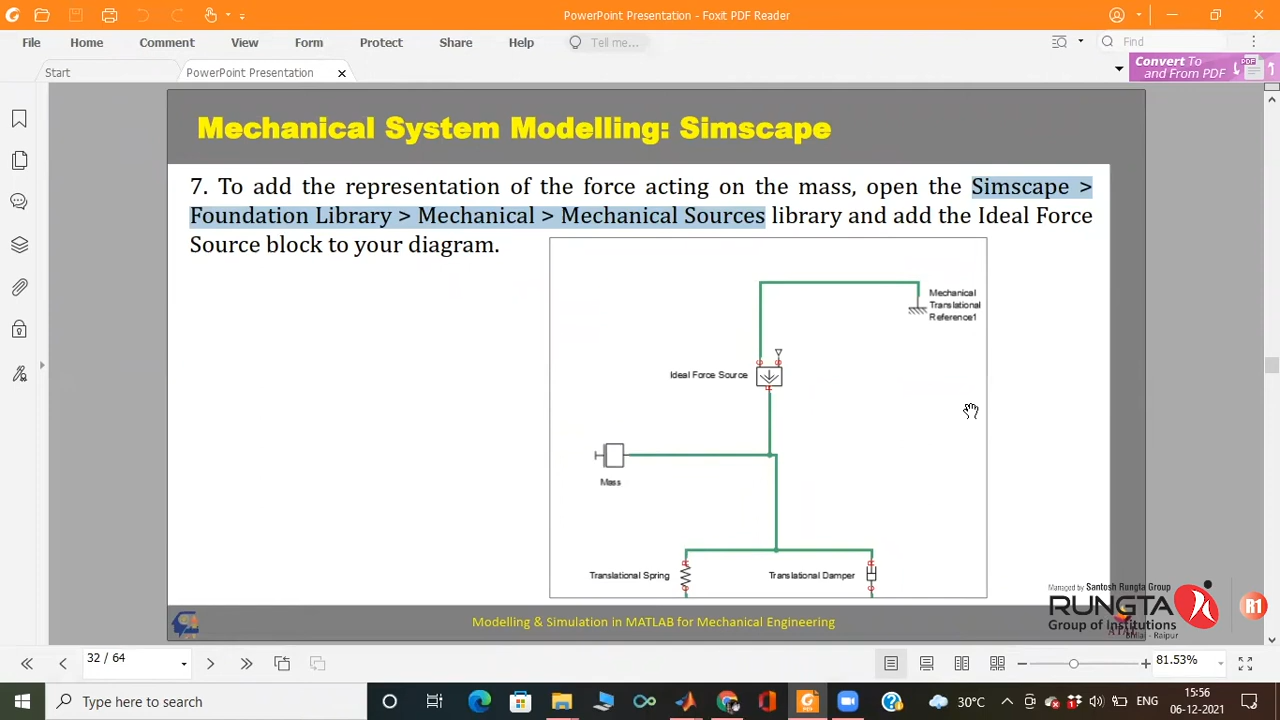 PowerPoint Presentation - Foxit PDF Reader
File Home Comment View Form Protect Share Help Tell me... Find
Start PowerPoint Presentation
Convert To
and From PDF
PDF
Mechanical System Modelling: Simscape
7. To add the representation of the force acting on the mass, open the Simscape >
Foundation Library > Mechanical > Mechanical Sources library and add the Ideal Force
Source block to your diagram.
Mechanical
Translational
Reference1
Ideal Force Source
Mass
Translational Spring
Translational Damper
Managed by Santosh Rungta Group
RUNGTA
Group of Institutions
Bhilai - Raipur
R1
Modelling & Simulation in MATLAB for Mechanical Engineering
32 / 64
81.53%
Type here to search
30°C
ENG
15:56
06-12-2021